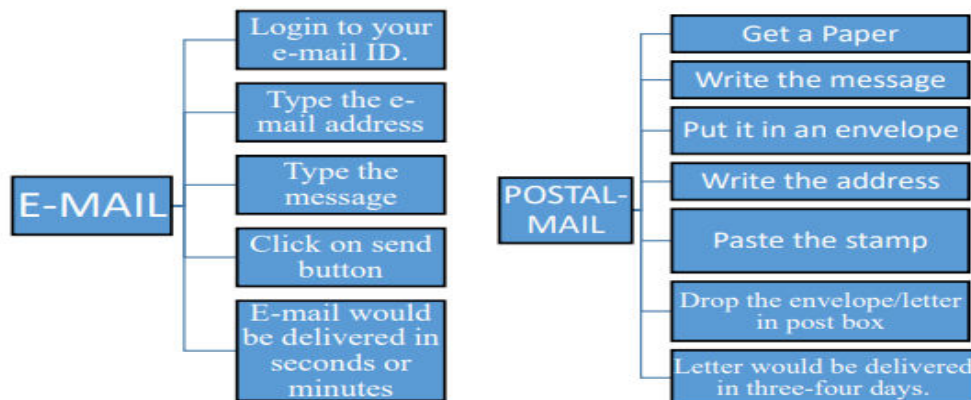 E-MAIL
Login to your
e-mail ID.
Type the e-
mail address
Type the
message
Click on send
button
E-mail would
be delivered in
seconds or
minutes
POSTAL-
MAIL
Get a Paper
Write the message
Put it in an envelope
Write the address
Paste the stamp
Drop the envelope/letter
in post box
Letter would be delivered
in three-four days.